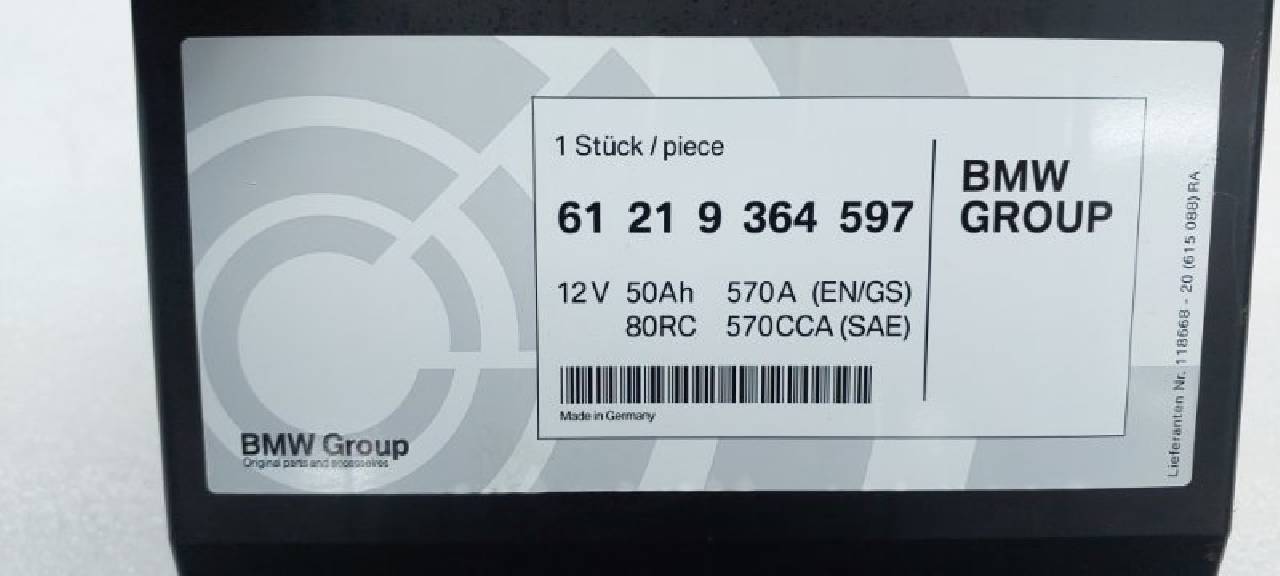 1 Stück / piece
61 21 9 364 597
12V 50Ah 570A (EN/GS)
80RC 570CCA (SAE)
Made in Germany
BMW
GROUP
BMW Group
Original parts and accessoires
Lieferanten Nr. 118668 - 20 (615 088) RA